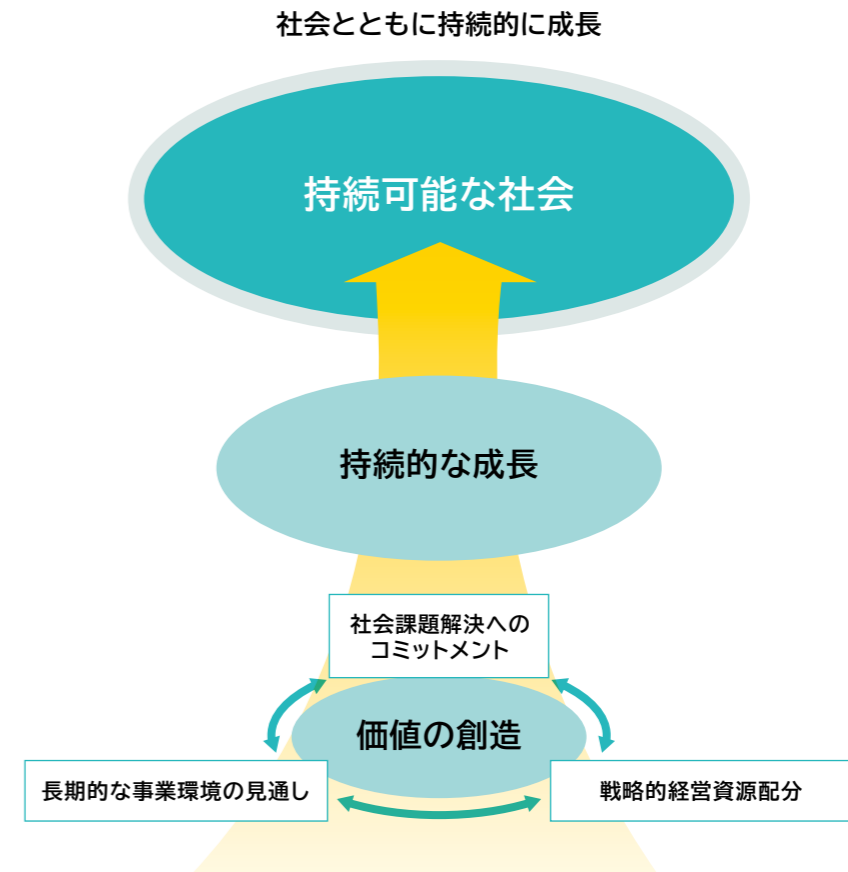 社会とともに持続的に成長
持続可能な社会
持続的な成長
社会課題解決への
コミットメント
価値の創造
長期的な事業環境の見通し
戦略的経営資源配分